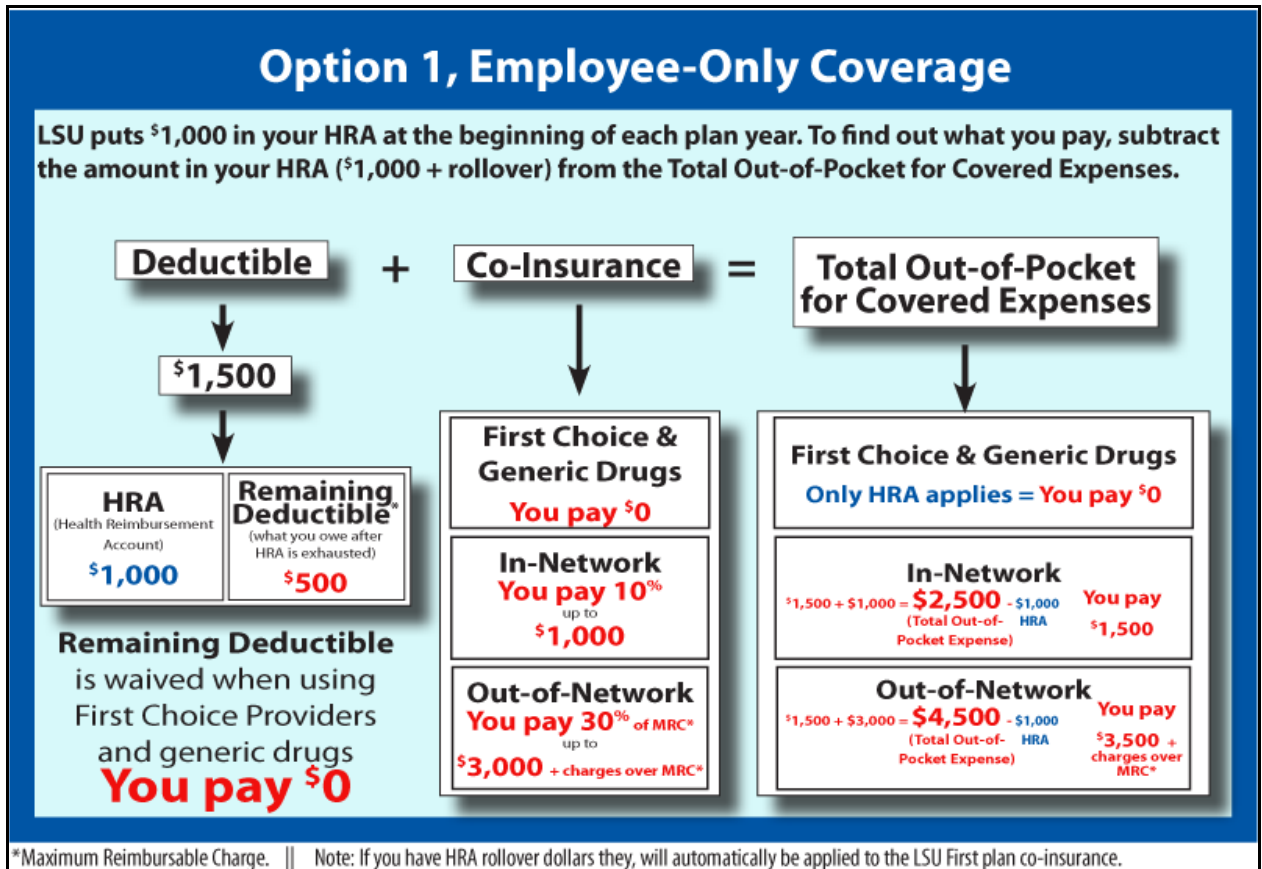 Option 1, Employee-Only Coverage
LSU puts $1,000 in your HRA at the beginning of each plan year. To find out what you pay, subtract
the amount in your HRA ($1,000 + rollover) from the Total Out-of-Pocket for Covered Expenses.
Deductible
+
Co-Insurance
=
Total Out-of-Pocket
for Covered Expenses
$1,500
HRA
(Health Reimbursement
Account)
$1,000
Remaining
Deductible*
(what you owe after
HRA is exhausted)
$500
Remaining Deductible
is waived when using
First Choice Providers
and generic drugs
You pay $0
First Choice &
Generic Drugs
You pay $0
In-Network
You pay 10%
up to
$1,000
Out-of-Network
You pay 30% of MRC*
up to
$3,000 + charges over MRC*
First Choice & Generic Drugs
Only HRA applies = You pay $0
In-Network
$1,500 + $1,000 = $2,500 - $1,000
(Total Out-of- HRA
Pocket Expense)
You pay
$1,500
Out-of-Network
$1,500 + $3,000 = $4,500 - $1,000
(Total Out-of- HRA
Pocket Expense)
You pay
$3,500 +
charges over
MRC*
*Maximum Reimbursable Charge. || Note: If you have HRA rollover dollars they, will automatically be applied to the LSU First plan co-insurance.